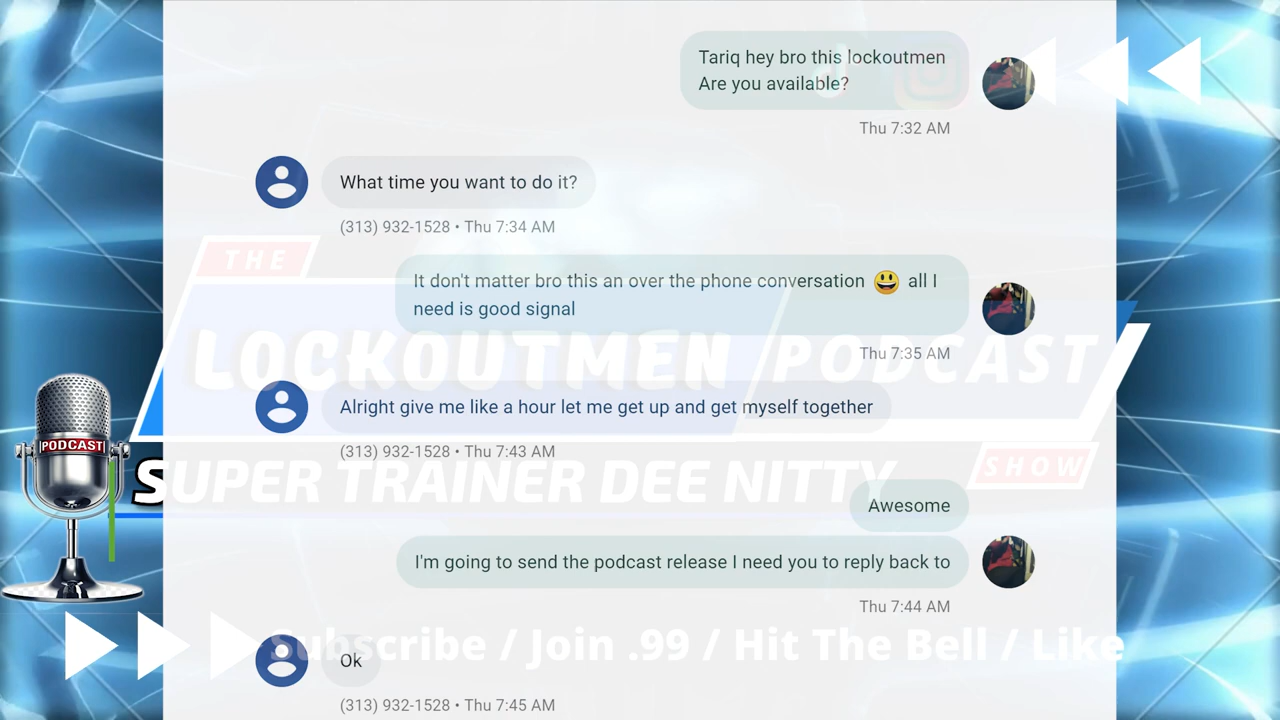 Tariq hey bro this lockoutmen
Are you available?
Thu 7:32 AM
What time you want to do it?
(313) 932-1528 • Thu 7:34 AM
THE
It don't matter bro this an over the phone conversation 😃 all I
need is good signal
LOCKOUTMEN PODCAST
Thu 7:35 AM
Alright give me like a hour let me get up and get myself together
(313) 932-1528 • Thu 7:43 AM
PODCAST
SUPER TRAINER DEE NITTY
SHOW
Awesome
I'm going to send the podcast release I need you to reply back to
Thu 7:44 AM
Subscribe / Join .99 / Hit The Bell / Like
Ok
(313) 932-1528 • Thu 7:45 AM